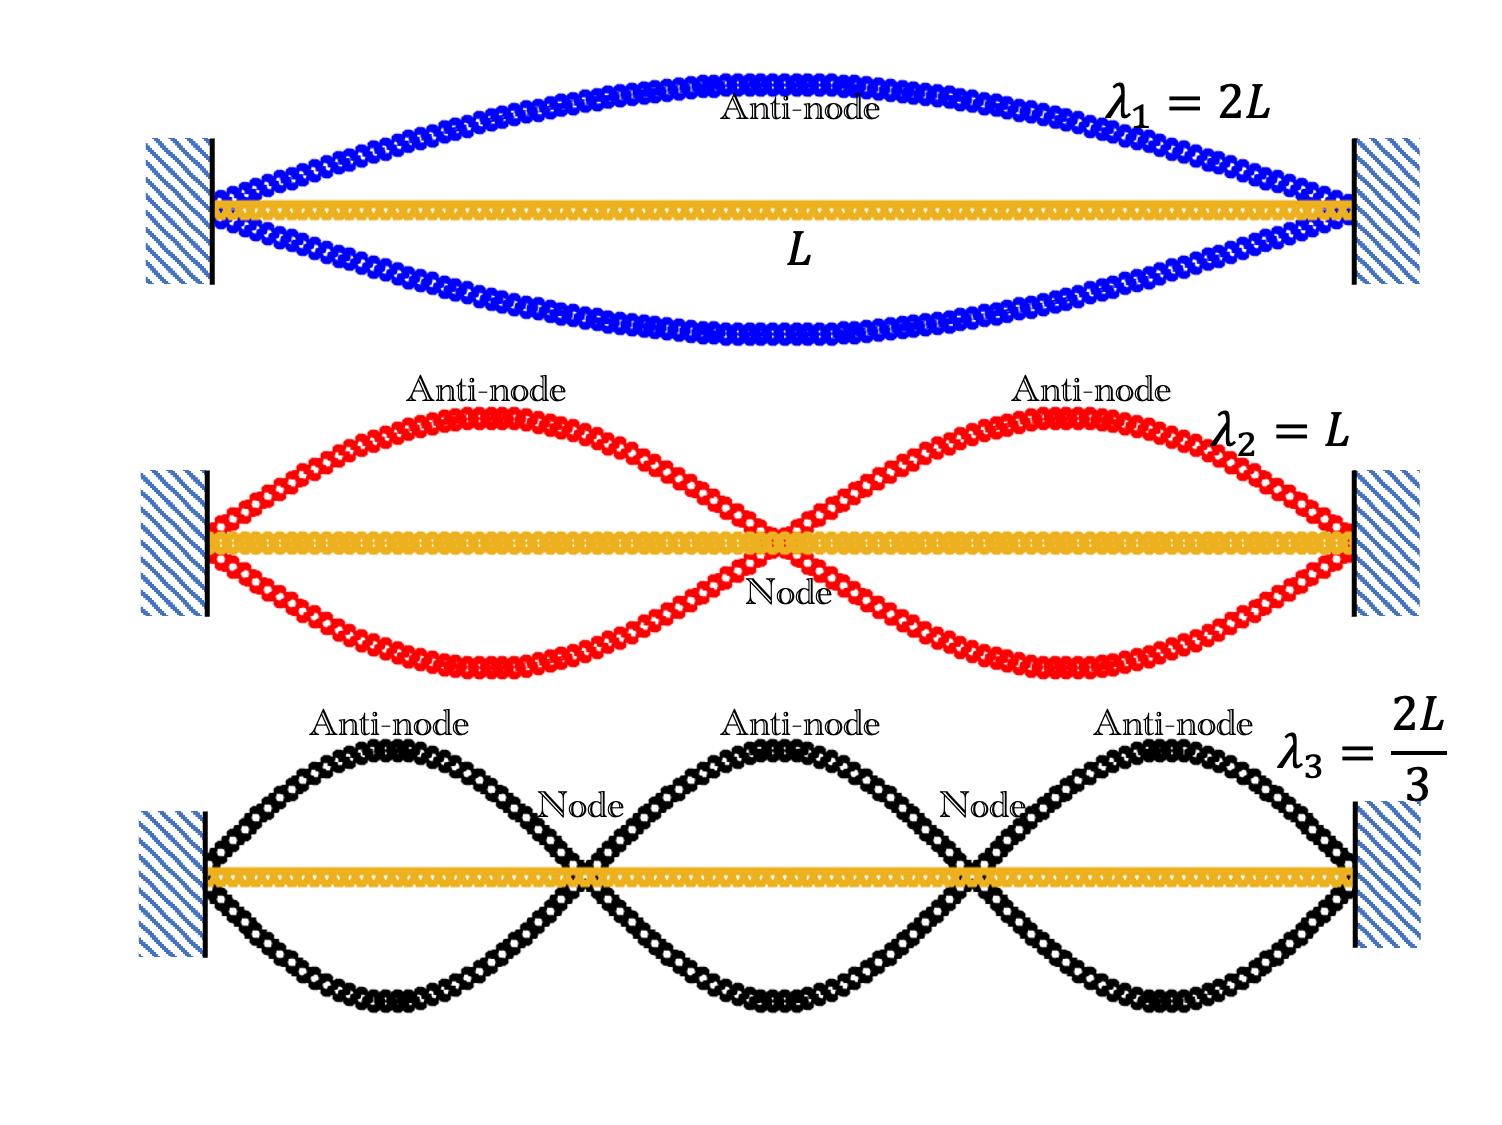 Anti-node
λ₁ = 2L
L
Anti-node Anti-node
λ₂ = L
Node
Anti-node Anti-node Anti-node
λ₃ = 2L/3
Node Node